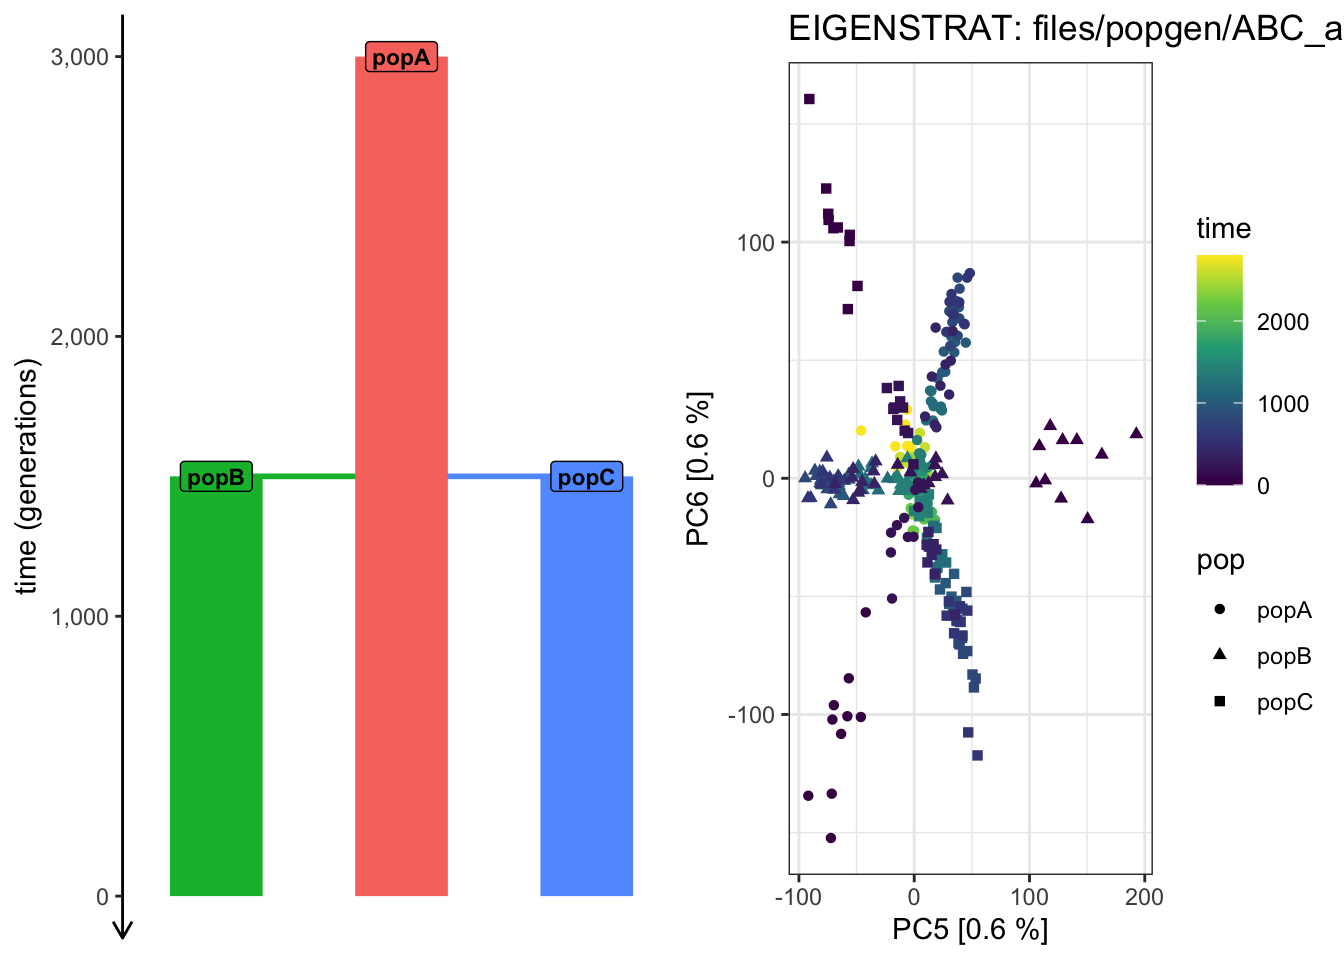 time (generations)
3,000
2,000
1,000
0
popA
popB
popC
EIGENSTRAT: files/popgen/ABC_a
PC6 [0.6 %]
100
0
-100
-100
0
100
200
PC5 [0.6 %]
time
2000
1000
0
pop
popA
popB
popC